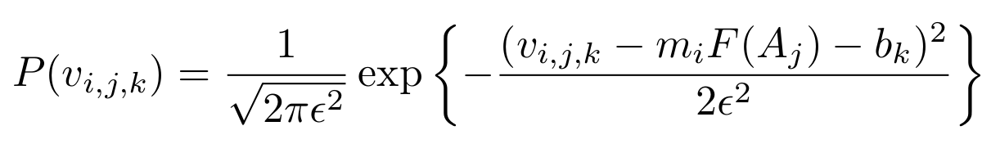 P(v_{i,j,k}) = \frac{1}{\sqrt{2\pi\epsilon^2}} \exp\left\{-\frac{(v_{i,j,k} - m_i F(A_j) - b_k)^2}{2\epsilon^2}\right\}